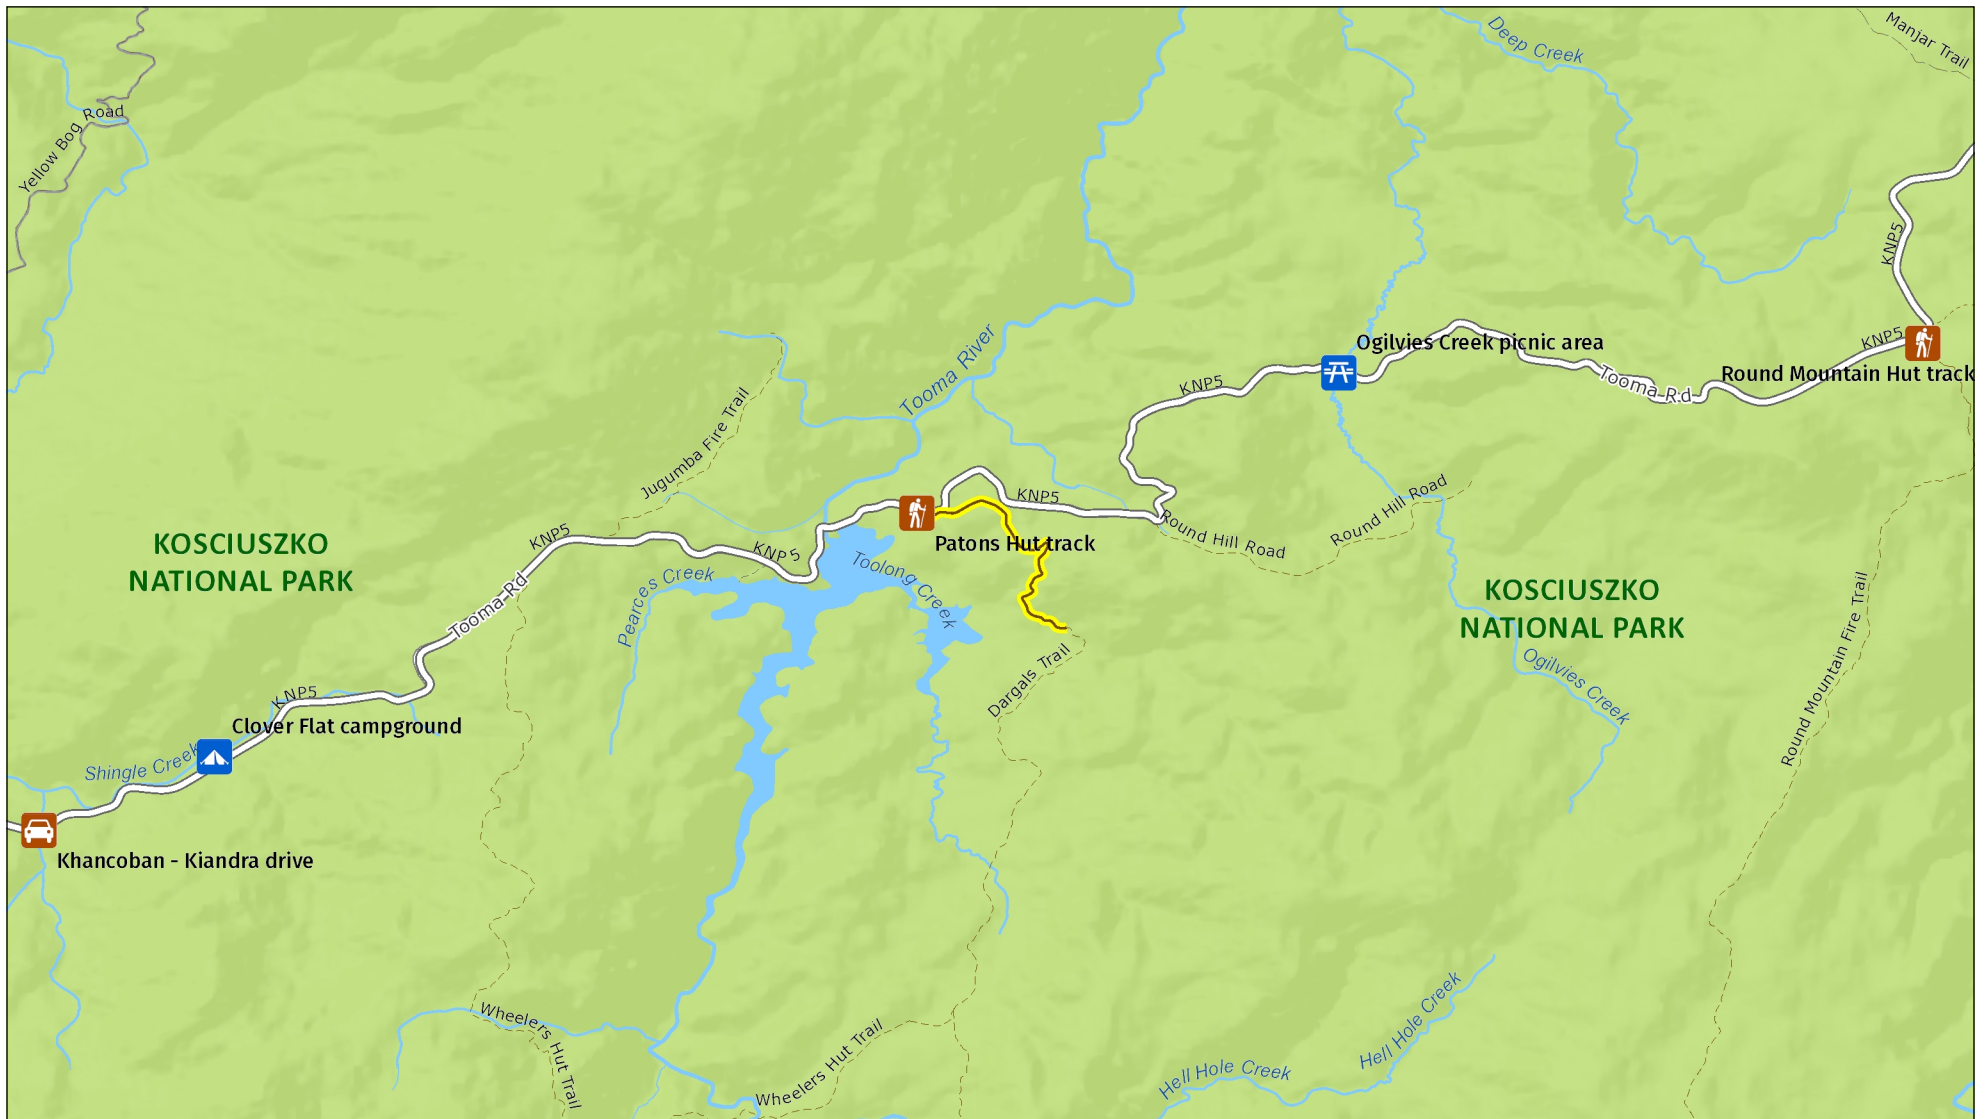 Deep Creek
Manjar Trail
Yellow Bog Road
KNP5
Tooma River
Ogilvies Creek picnic area
KNP5
Round Mountain Hut track
Tooma Rd
KNP5
Jugumba Fire Trail
KNP5
Round Hill Road
Round Hill Road
KNP5
KNP5
Patons Hut track
KOSCIUSZKO
NATIONAL PARK
Toolong Creek
Pearces Creek
Tooma Rd
KOSCIUSZKO
NATIONAL PARK
Round Mountain Fire Trail
Ogilvies Creek
Dargals Trail
KNP5
Clover Flat campground
Shingle Creek
Khancoban - Kiandra drive
Wheelers Hut Trail
Wheelers Hut Trail
Hell Hole Creek
Hell Hole Creek